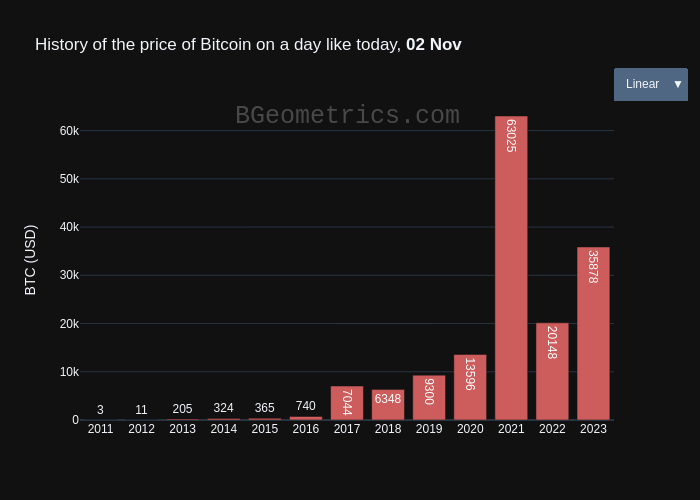 History of the price of Bitcoin on a day like today, 02 Nov
Linear ▼
BGeometrics.com
BTC (USD)
60k
50k
40k
30k
20k
10k
0
3
11
205
324
365
740
7044
6348
9300
13596
63025
20148
35878
2011 2012 2013 2014 2015 2016 2017 2018 2019 2020 2021 2022 2023